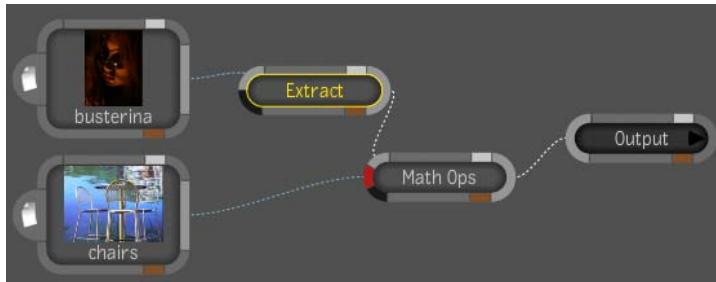 busterina
Extract
Output
Math Ops
chairs